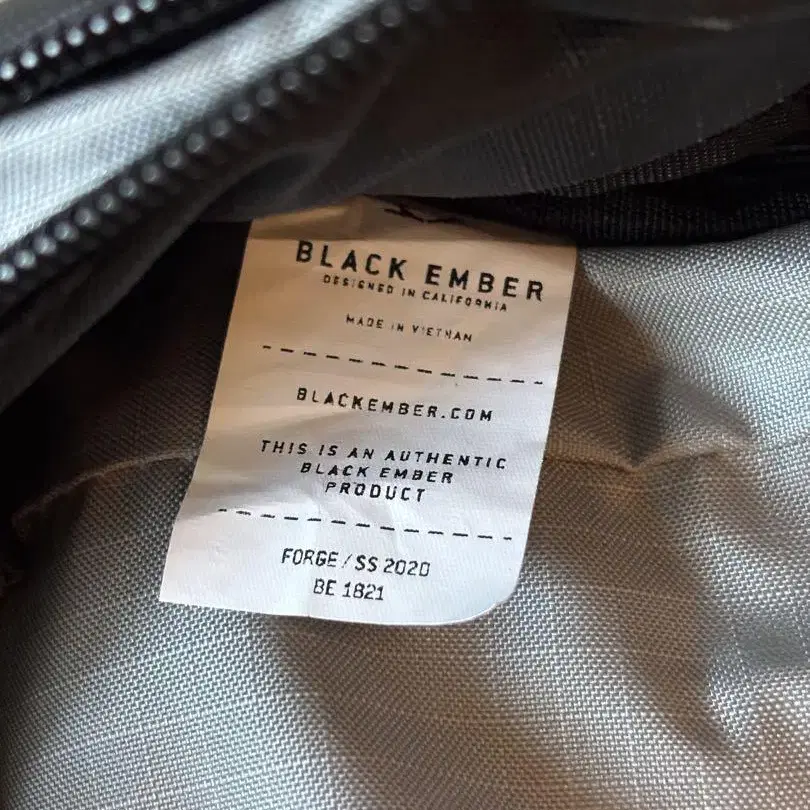 BLACK EMBER
DESIGNED IN CALIFORNIA
MADE IN VIETNAM
BLACKEMBER.COM
THIS IS AN AUTHENTIC
BLACK EMBER
PRODUCT
FORGE / SS 2020
BE 1821